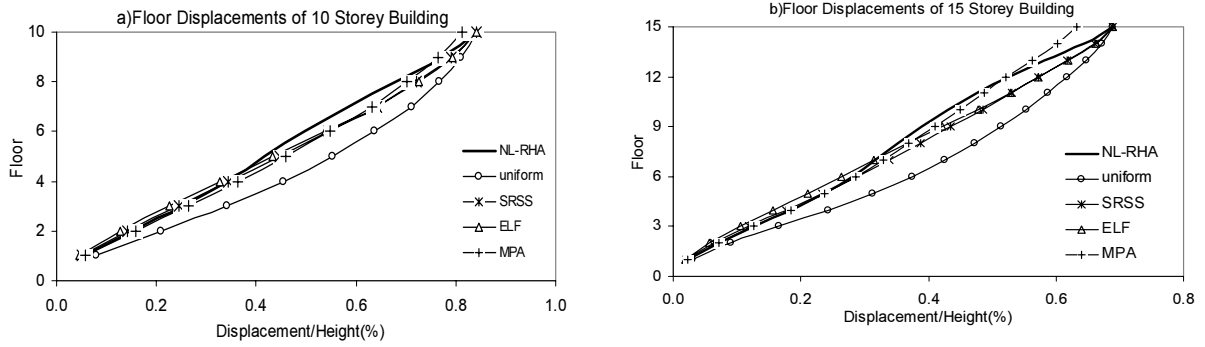 a)Floor Displacements of 10 Storey Building
10
8
6
4
2
0
Floor
NL-RHA
uniform
SRSS
ELF
MPA
0.0 0.2 0.4 0.6 0.8 1.0
Displacement/Height(%)
b)Floor Displacements of 15 Storey Building
15
12
9
6
3
0
Floor
NL-RHA
uniform
SRSS
ELF
MPA
0.0 0.2 0.4 0.6 0.8
Displacement/Height(%)